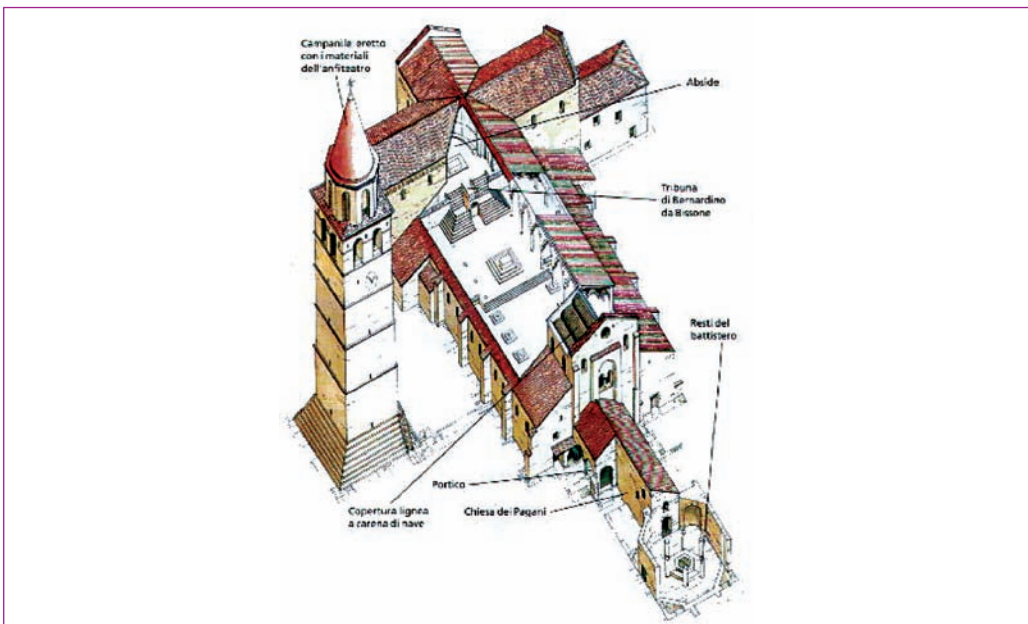 Campanile eretto
con i materiali
dell'anfiteatro
Abside
Tribuna
di Bernardino
da Bissone
Resti del
battistero
Portico
Copertura lignea
a carena di nave
Chiesa dei Pagani